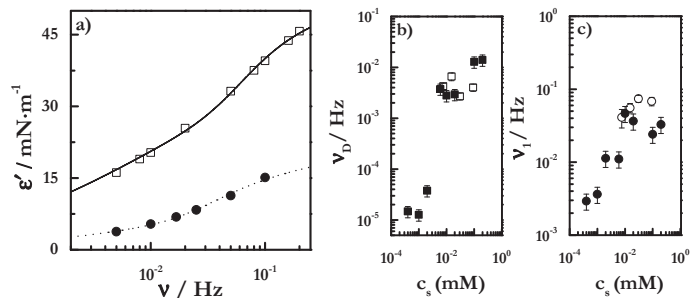 a)
ε′/ mN·m⁻¹
45
30
15
0
10⁻²
10⁻¹
ν / Hz
b)
ν_D / Hz
10⁻¹
10⁻²
10⁻³
10⁻⁴
10⁻⁵
10⁻⁴
10⁻²
10⁰
c_s (mM)
c)
ν_1 / Hz
10⁰
10⁻¹
10⁻²
10⁻³
10⁻⁴
10⁻²
10⁰
c_s (mM)